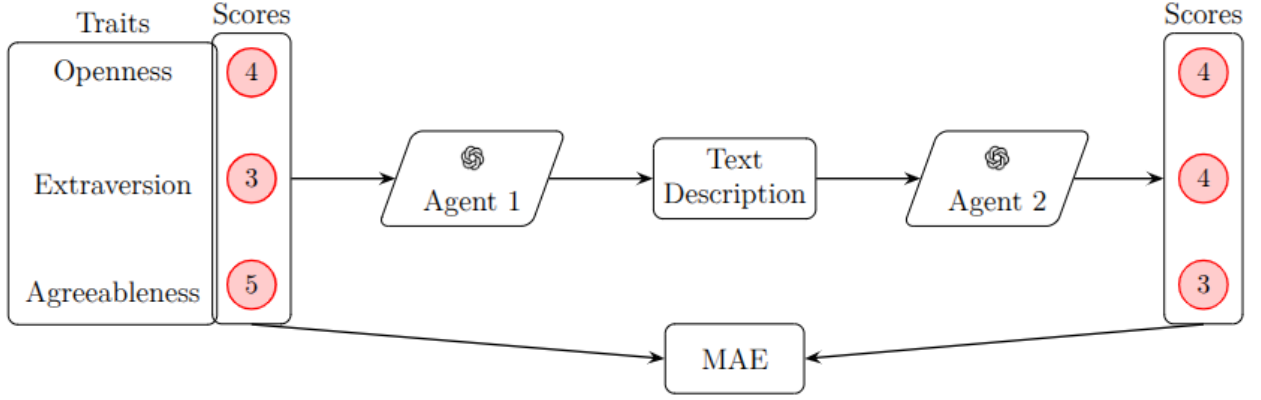 Traits
Scores
Openness
4
Extraversion
3
Agreeableness
5
Agent 1
Text
Description
Agent 2
Scores
4
4
3
MAE